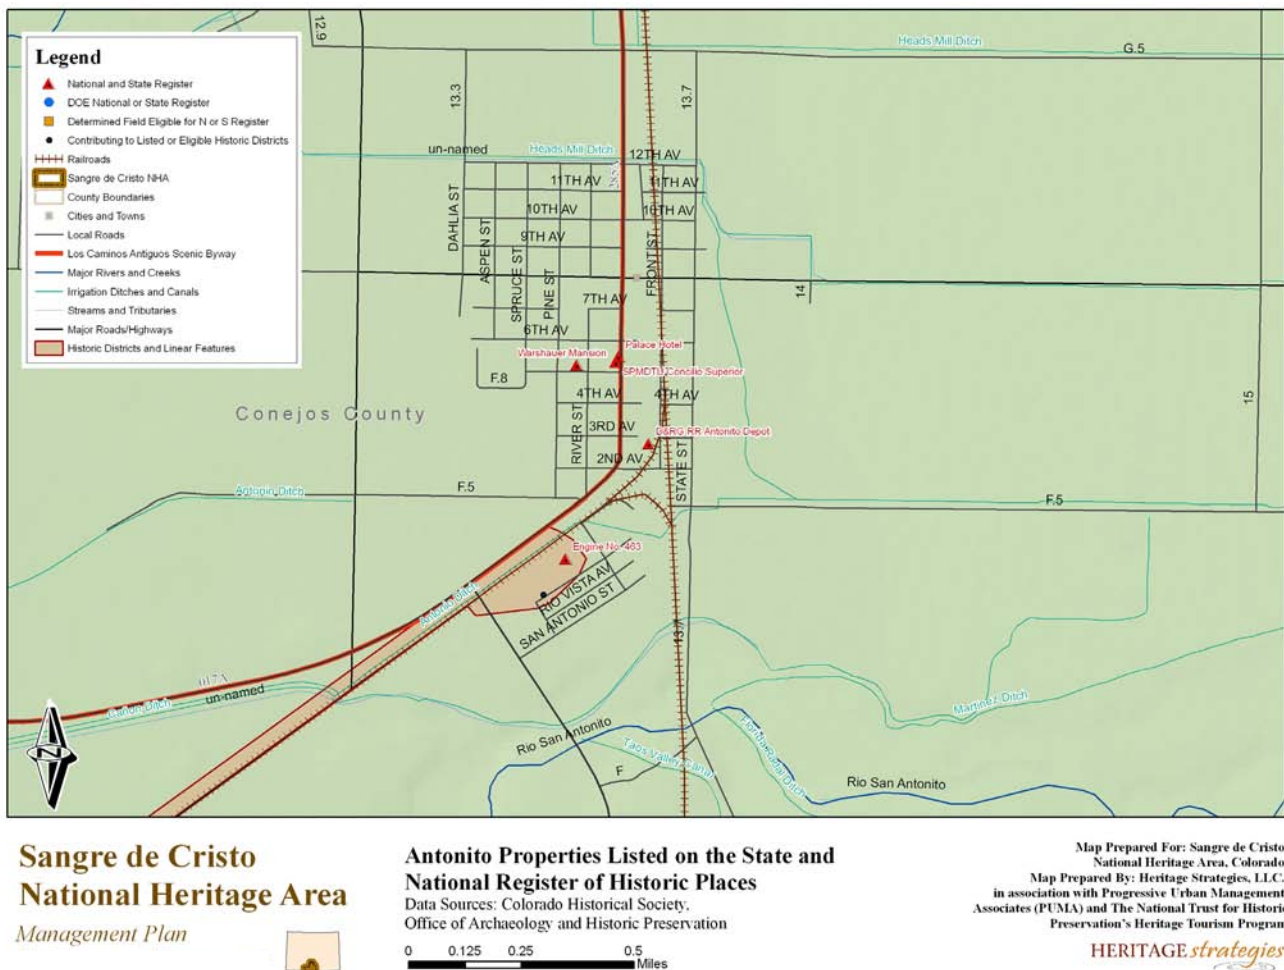 12.9
Heads Mill Ditch
G.5
Legend
National and State Register
DOE National or State Register
Determined Field Eligible for N or S Register
Contributing to Listed or Eligible Historic Districts
Railroads
Sangre de Cristo NHA
County Boundaries
Cities and Towns
Local Roads
Los Caminos Antiguos Scenic Byway
Major Rivers and Creeks
Irrigation Ditches and Canals
Streams and Tributaries
Major Roads/Highways
Historic Districts and Linear Features
13.3
13.7
un-named
Heads Mill Ditch
12TH AV
11TH AV
11TH AV
10TH AV
10TH AV
9TH AV
DAHLIA ST
ASPEN ST
SPRUCE ST
PINE ST
FRONT ST
7TH AV
14
6TH AV
Palace Hotel
Warshauer Mansion
SPMDTU Concilio Superior
F.8
4TH AV
4TH AV
15
Conejos County
3RD AV
RIVER ST
D&RG RR Antonito Depot
2ND AV
STATE ST
Antonio Ditch
F.5
F.5
Engine No. 463
Antonio Ditch
RIO VISTA AV
SAN ANTONIO ST
13.7
017A
un-named
Canon Ditch
Martinez Ditch
N
Rio San Antonito
Taos Valley Canal
F
Rio San Antonito
Sangre de Cristo
National Heritage Area
Management Plan
Antonito Properties Listed on the State and
National Register of Historic Places
Data Sources: Colorado Historical Society,
Office of Archaeology and Historic Preservation
0 0.125 0.25 0.5
Miles
Map Prepared For: Sangre de Cristo
National Heritage Area, Colorado
Map Prepared By: Heritage Strategies, LLC.
in association with Progressive Urban Management
Associates (PUMA) and The National Trust for Historic
Preservation's Heritage Tourism Program
HERITAGE strategies